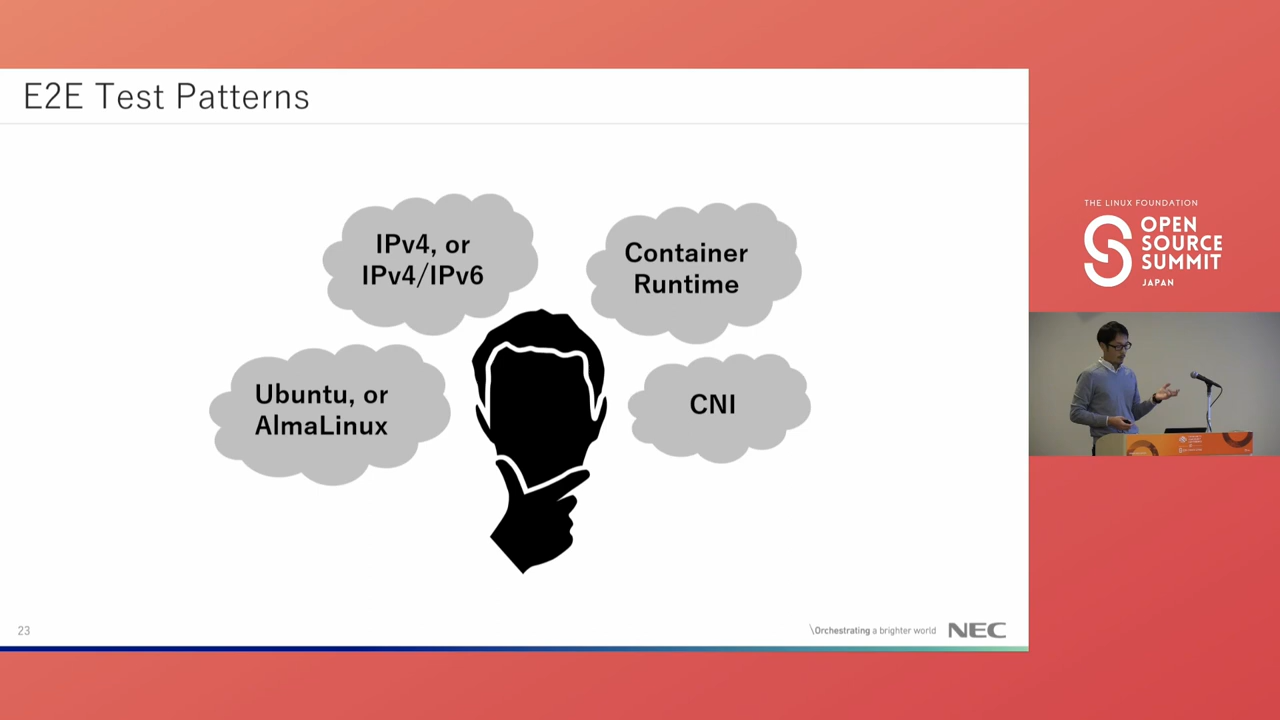 E2E Test Patterns
IPv4, or
IPv4/IPv6
Container
Runtime
Ubuntu, or
AlmaLinux
CNI
23
\Orchestrating a brighter world
NEC
THE LINUX FOUNDATION
OPEN
SOURCE
SUMMIT
JAPAN